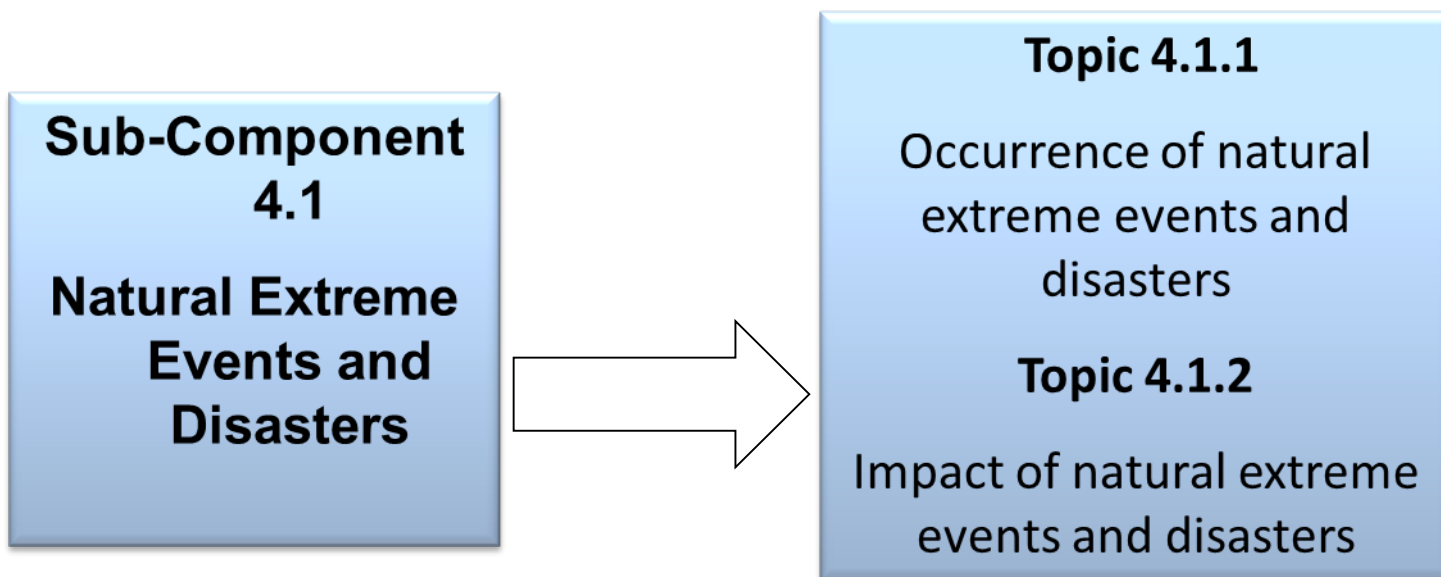 Sub-Component
4.1
Natural Extreme
Events and
Disasters
Topic 4.1.1
Occurrence of natural
extreme events and
disasters
Topic 4.1.2
Impact of natural extreme
events and disasters